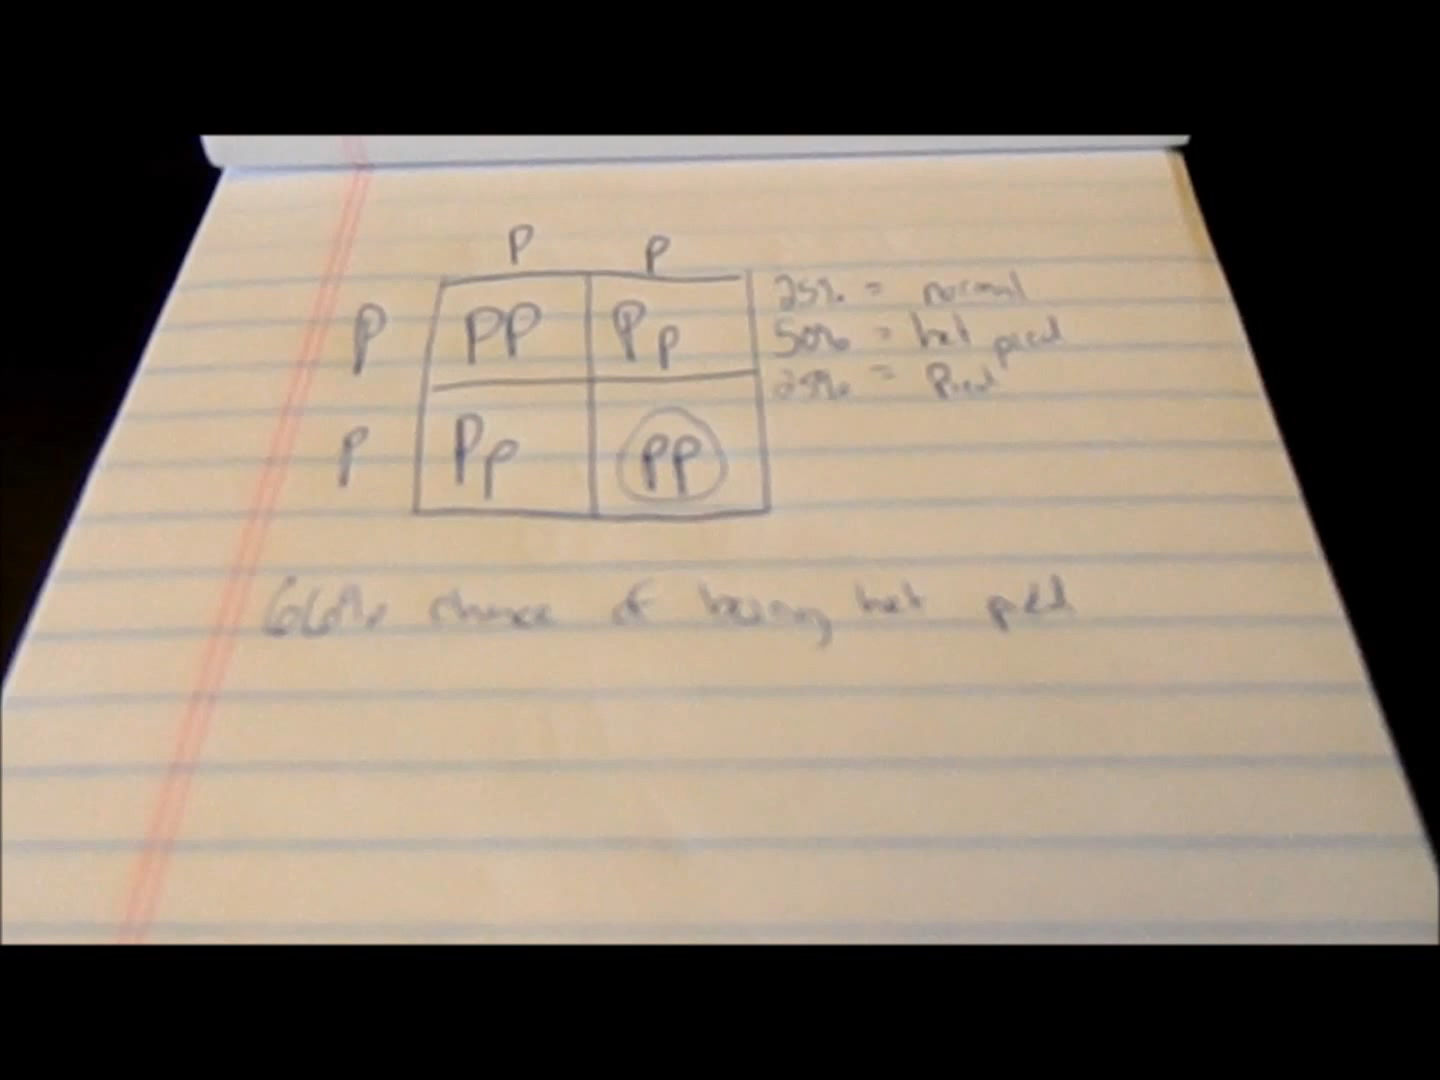 P p
P PP Pp
p Pp pp
25% = normal
50% = het pied
25% = Pied
66% chance of being het pied